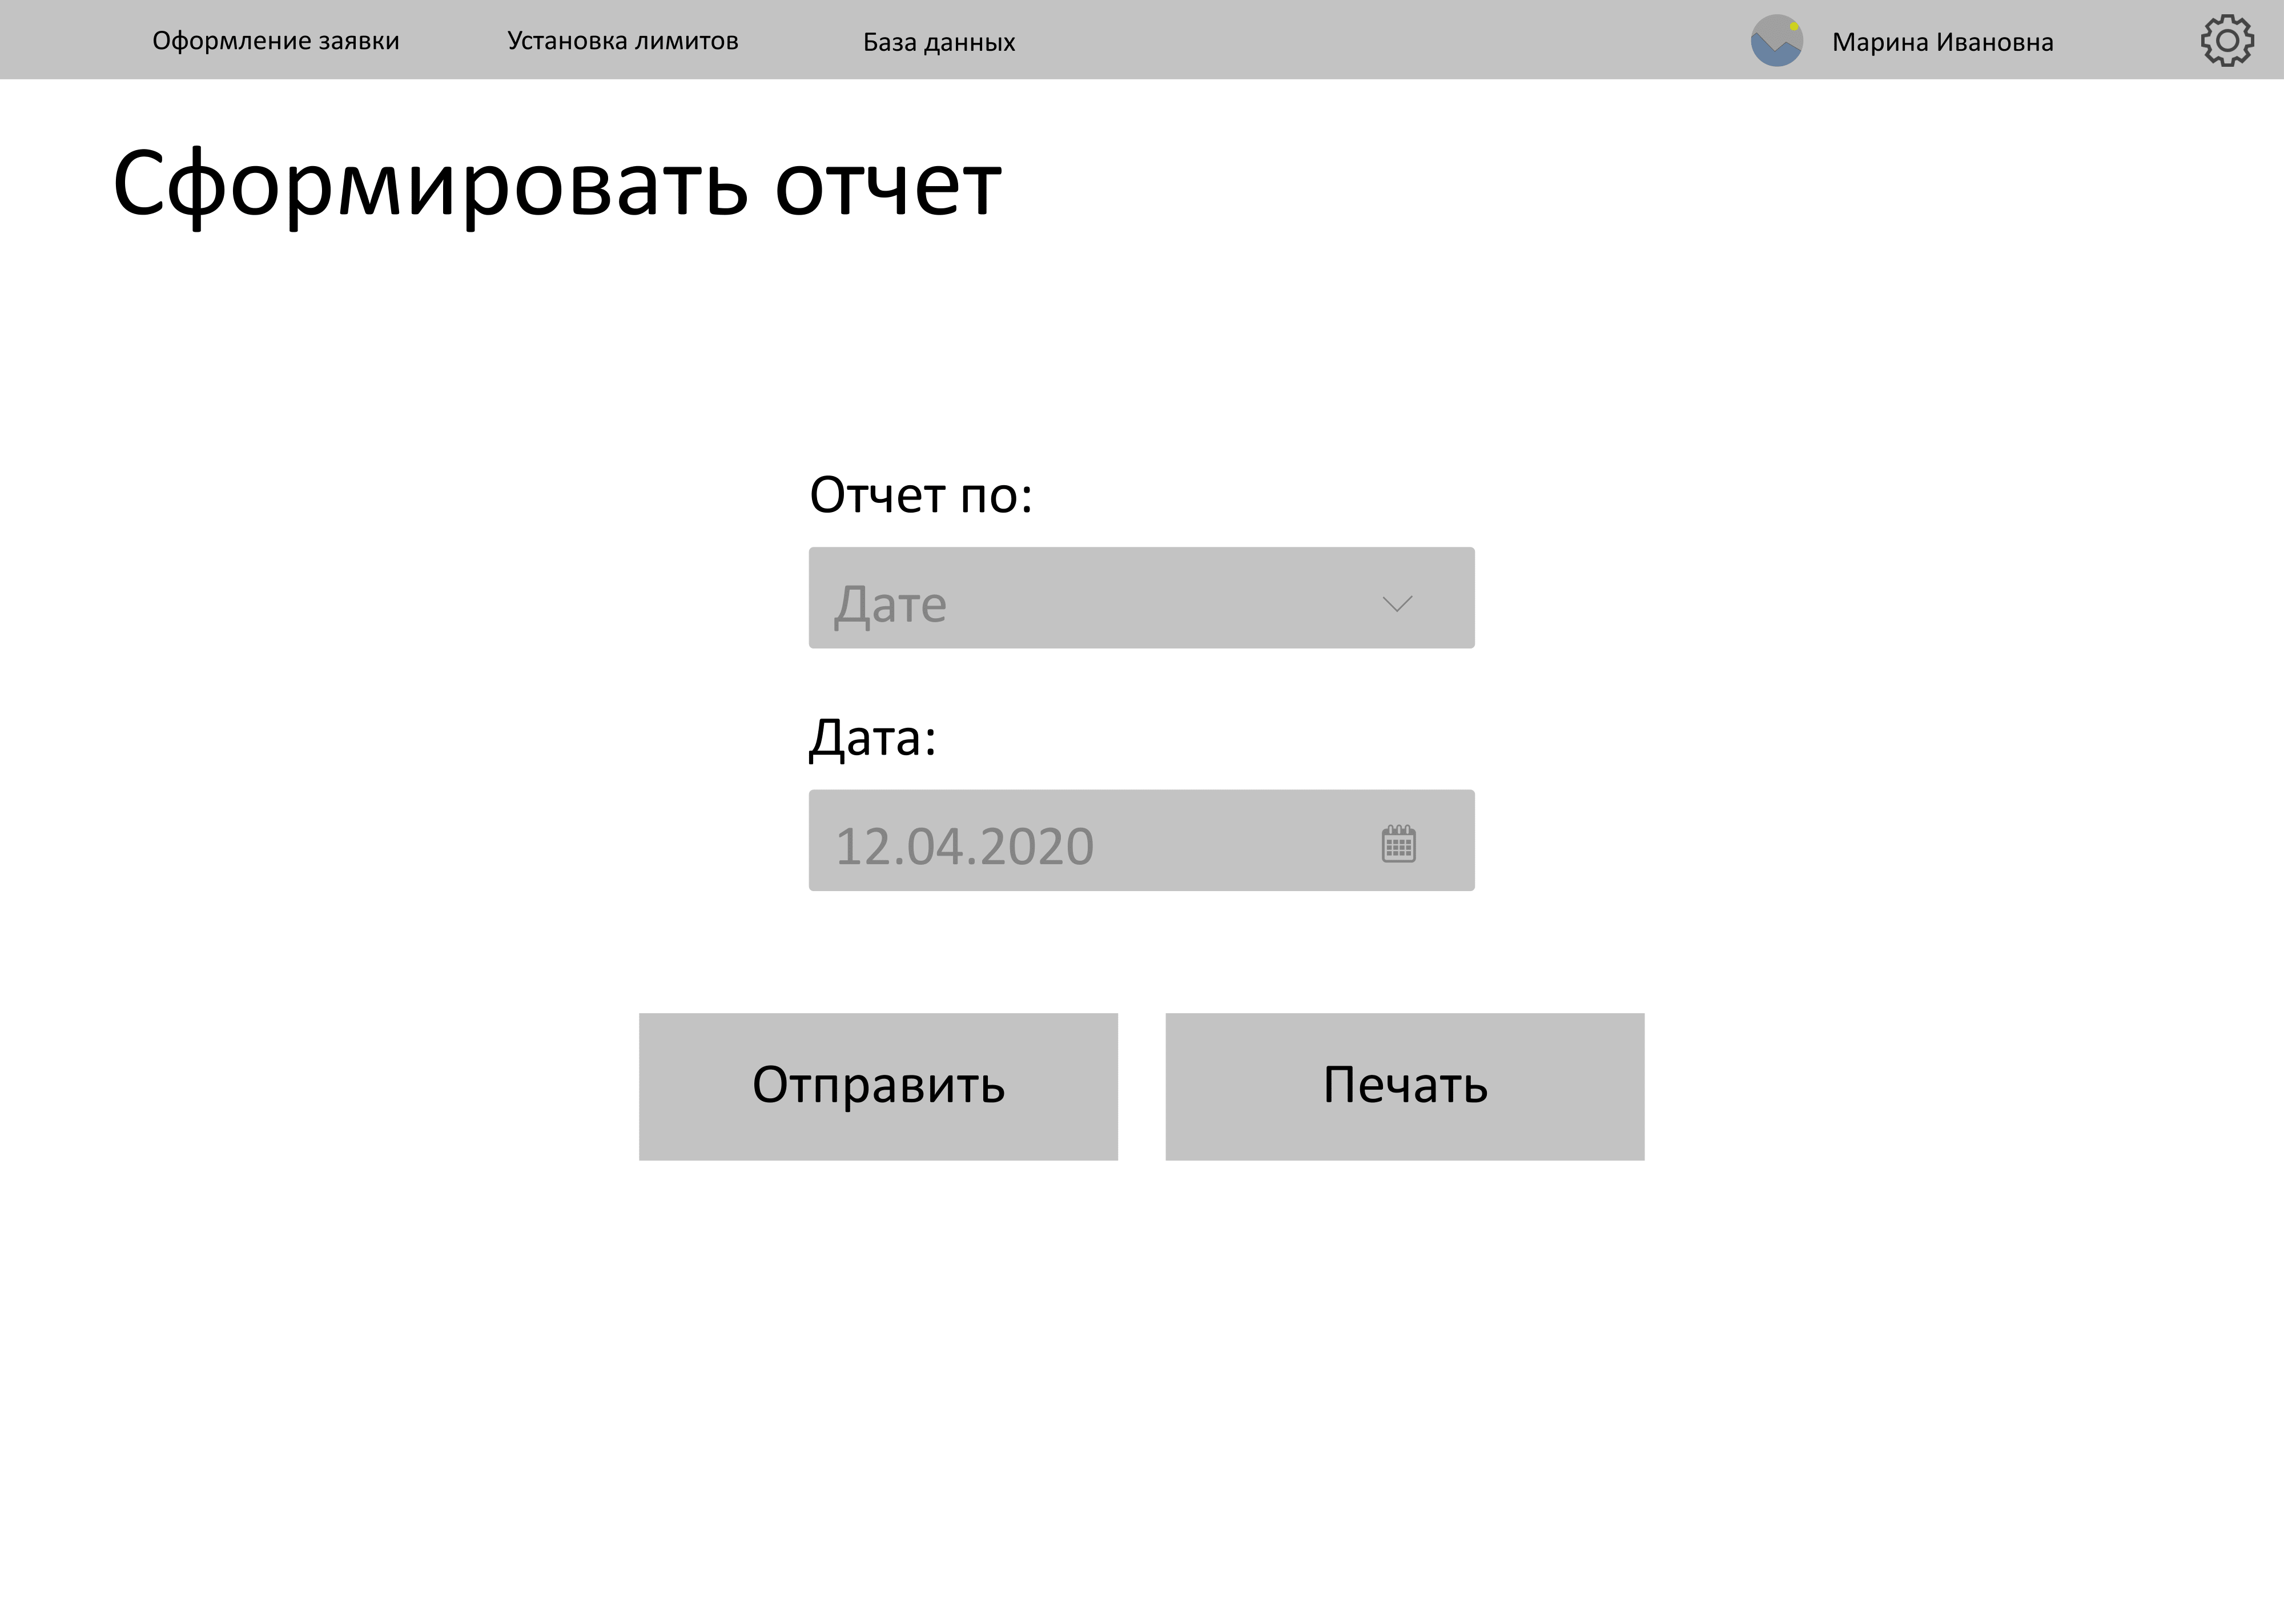 Оформление заявки
Установка лимитов
База данных
Марина Ивановна
Сформировать отчет
Отчет по:
Дате
Дата:
12.04.2020
Отправить
Печать